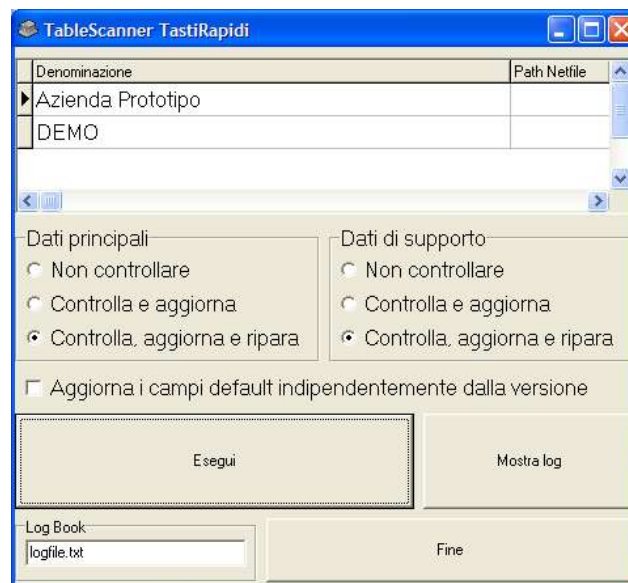 TableScanner TastiRapidi
Denominazione Path Netfile
Azienda Prototipo
DEMO
Dati principali Dati di supporto
Non controllare Non controllare
Controlla e aggiorna Controlla e aggiorna
Controlla, aggiorna e ripara Controlla, aggiorna e ripara
Aggiorna i campi default indipendentemente dalla versione
Esegui Mostra log
Log Book
logfile.txt Fine